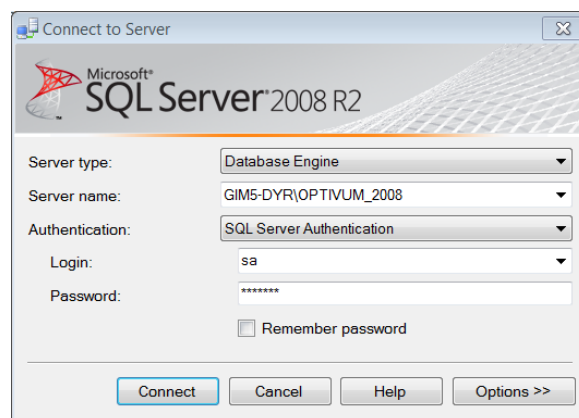 Connect to Server
Microsoft®
SQL Server® 2008 R2
Server type: Database Engine
Server name: GIM5-DYR\OPTIVUM_2008
Authentication: SQL Server Authentication
Login: sa
Password: *******
Remember password
Connect Cancel Help Options >>